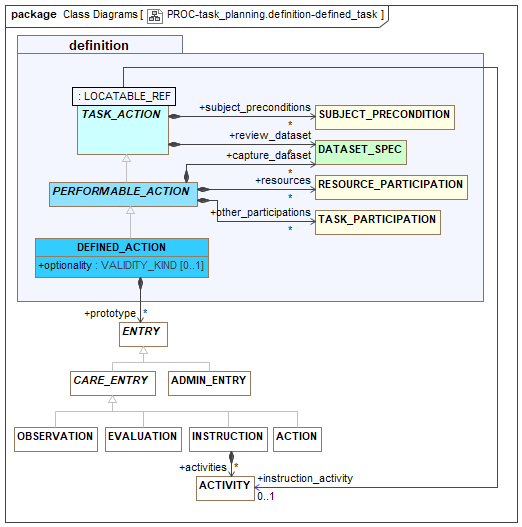 package Class Diagrams [ PROC-task_planning.definition-defined_task ]
definition
: LOCATABLE_REF
TASK_ACTION
+subject_preconditions
*
SUBJECT_PRECONDITION
+review_dataset
*
DATASET_SPEC
+capture_dataset
*
PERFORMABLE_ACTION
+resources
*
RESOURCE_PARTICIPATION
+other_participations
*
TASK_PARTICIPATION
DEFINED_ACTION
+optionality : VALIDITY_KIND [0..1]
+prototype *
ENTRY
CARE_ENTRY ADMIN_ENTRY
OBSERVATION EVALUATION INSTRUCTION ACTION
+activities *
ACTIVITY
+instruction_activity
0..1